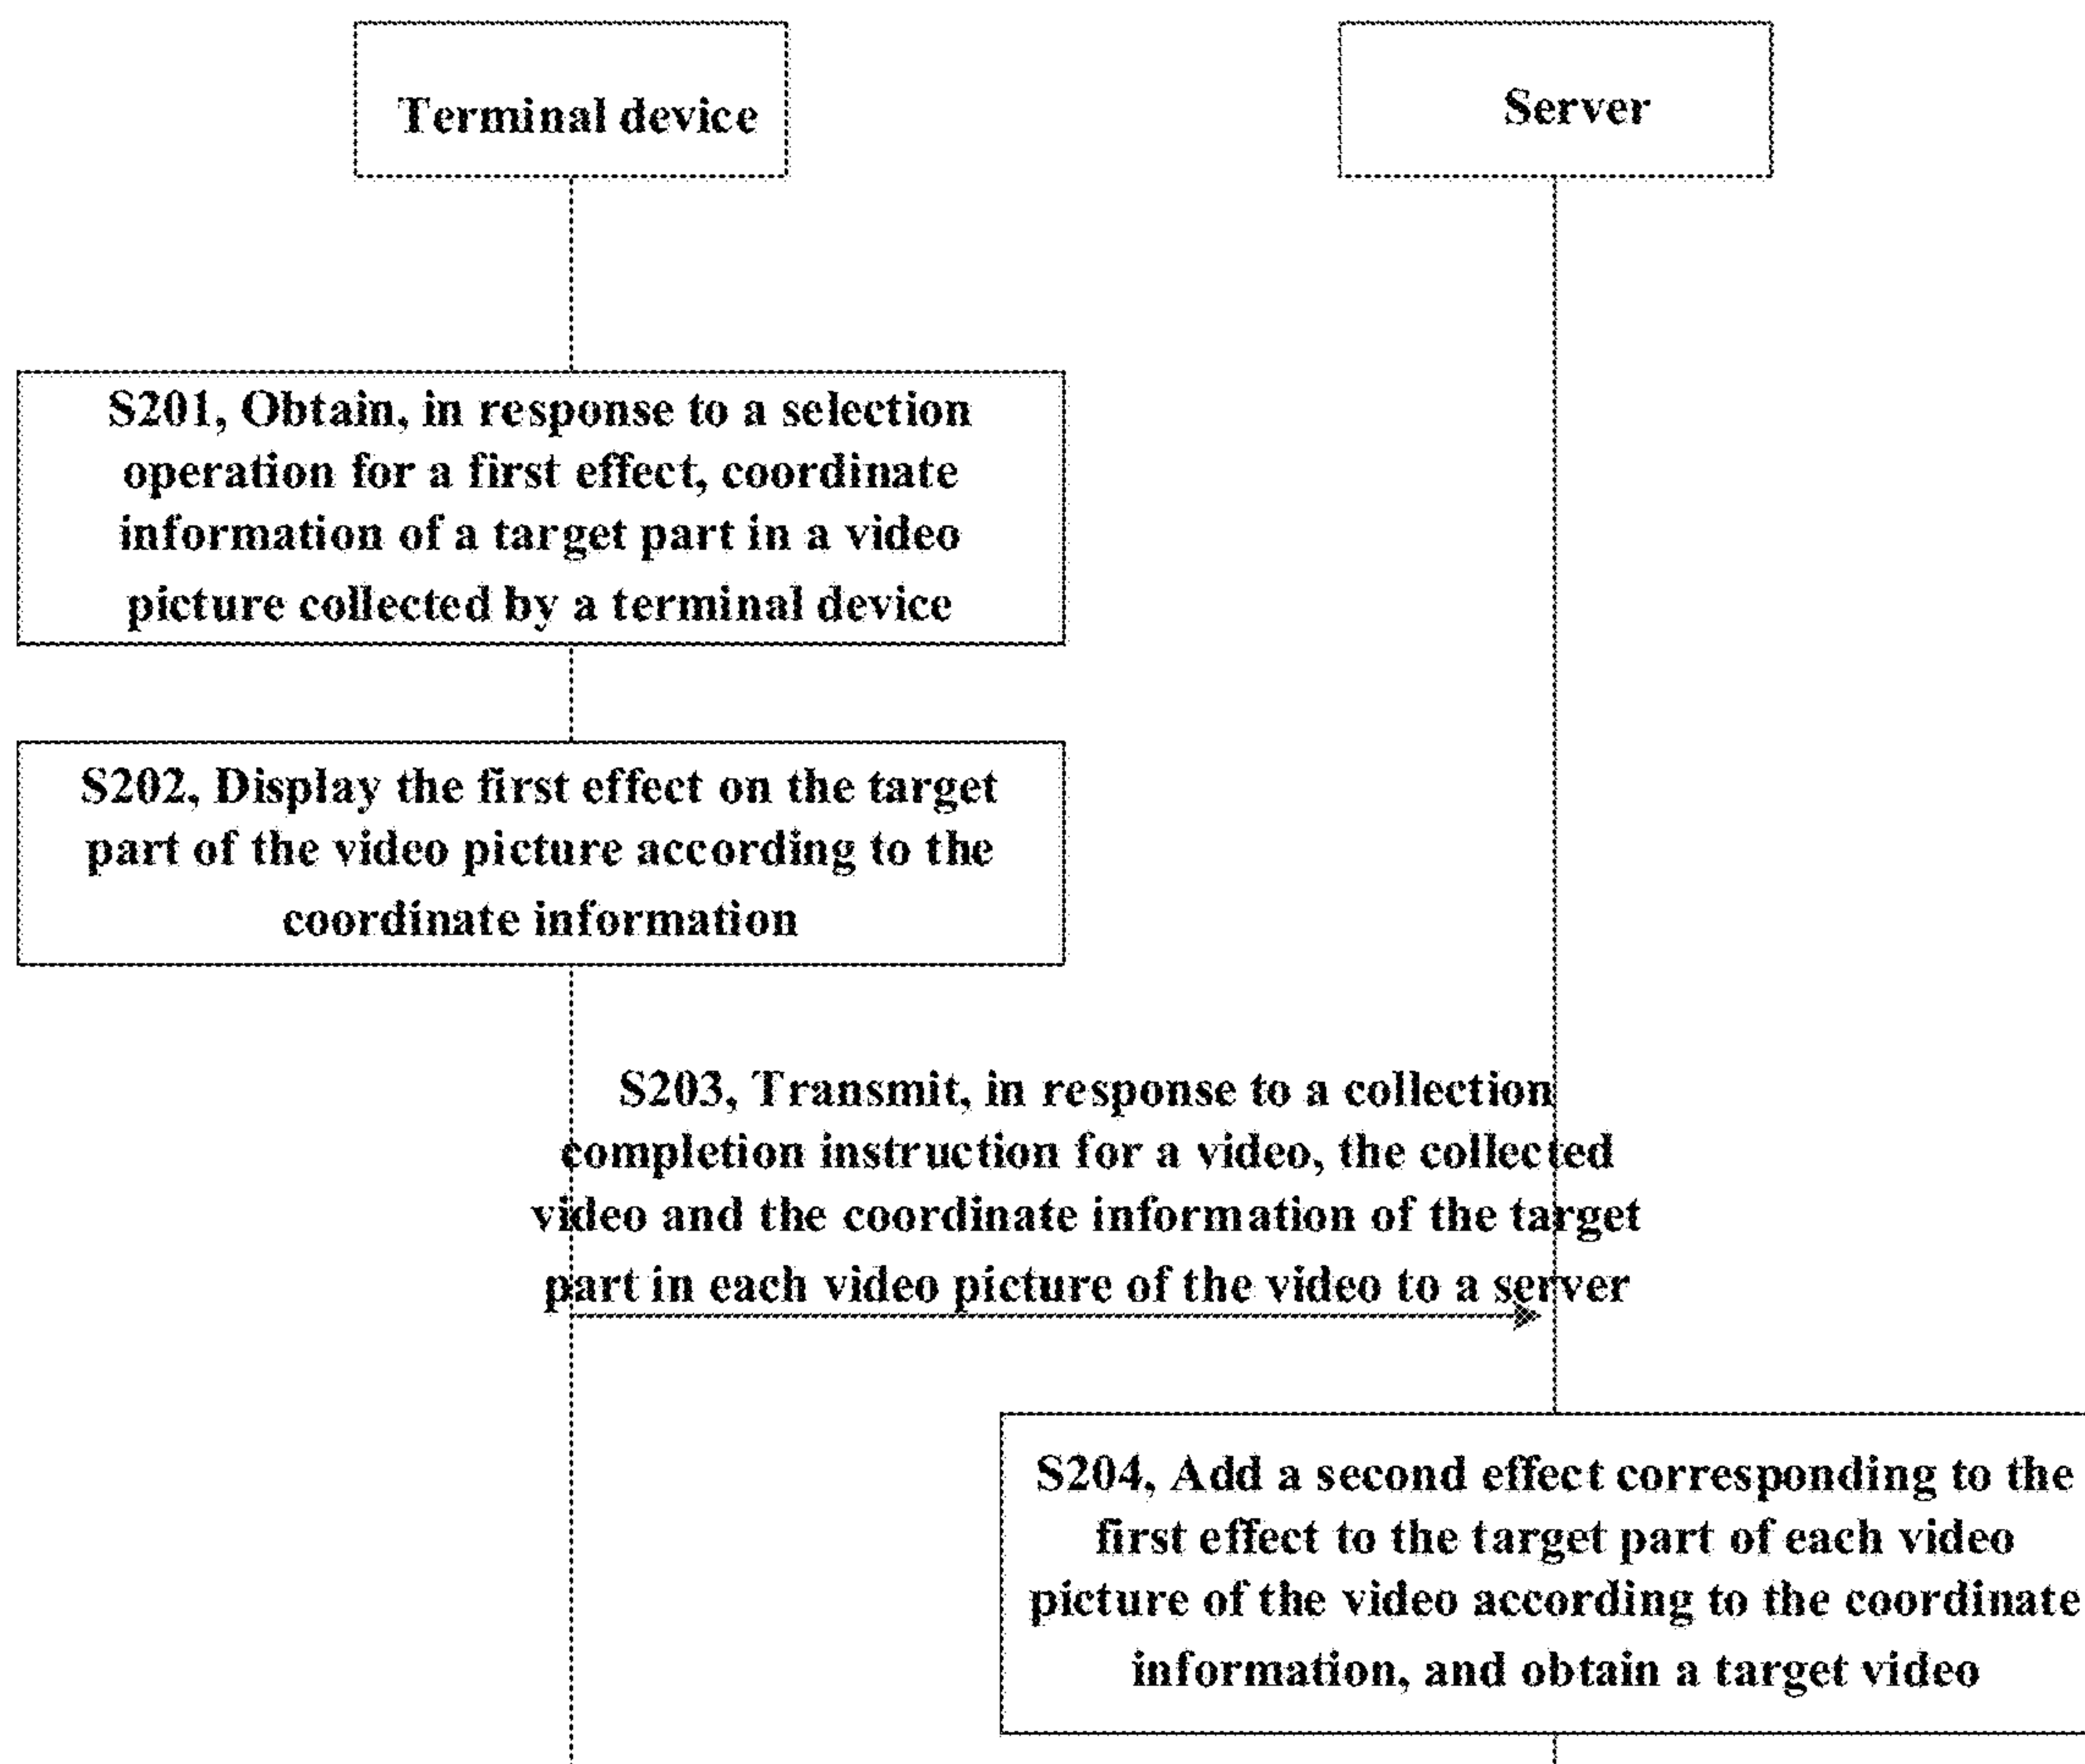 Terminal device
Server
S201, Obtain, in response to a selection
operation for a first effect, coordinate
information of a target part in a video
picture collected by a terminal device
S202, Display the first effect on the target
part of the video picture according to the
coordinate information
S203, Transmit, in response to a collection
completion instruction for a video, the collected
video and the coordinate information of the target
part in each video picture of the video to a server
S204, Add a second effect corresponding to the
first effect to the target part of each video
picture of the video according to the coordinate
information, and obtain a target video